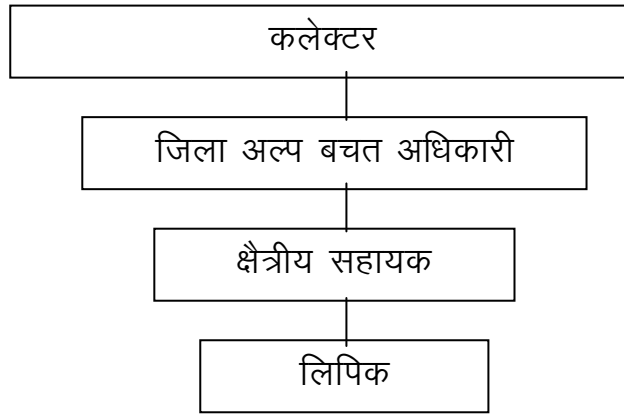 कलेक्टर
जिला अल्प बचत अधिकारी
क्षैत्रीय सहायक
लिपिक